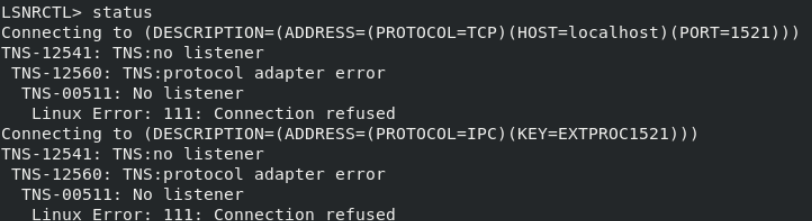 LSNRCTL> status
Connecting to (DESCRIPTION=(ADDRESS=(PROTOCOL=TCP)(HOST=localhost)(PORT=1521)))
TNS-12541: TNS:no listener
 TNS-12560: TNS:protocol adapter error
  TNS-00511: No listener
   Linux Error: 111: Connection refused
Connecting to (DESCRIPTION=(ADDRESS=(PROTOCOL=IPC)(KEY=EXTPROC1521)))
TNS-12541: TNS:no listener
 TNS-12560: TNS:protocol adapter error
  TNS-00511: No listener
   Linux Error: 111: Connection refused